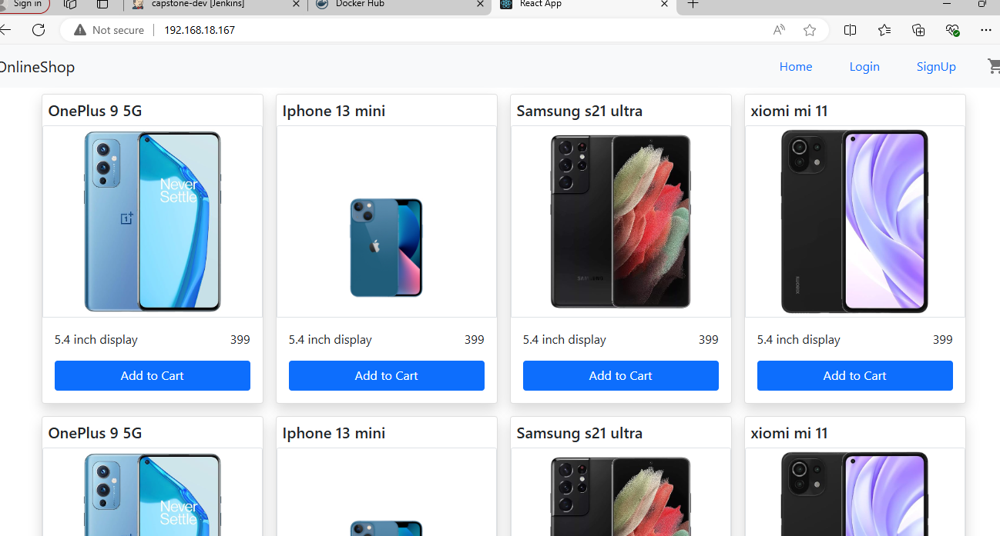 Sign in
capstone-dev [Jenkins]
Docker Hub
React App
Not secure
192.168.18.167
OnlineShop
Home
Login
SignUp
OnePlus 9 5G
Iphone 13 mini
Samsung s21 ultra
xiomi mi 11
Never
Settle
SAMSUNG
xiaomi
5.4 inch display 399
5.4 inch display 399
5.4 inch display 399
5.4 inch display 399
Add to Cart
Add to Cart
Add to Cart
Add to Cart
OnePlus 9 5G
Iphone 13 mini
Samsung s21 ultra
xiomi mi 11
Never
Settle